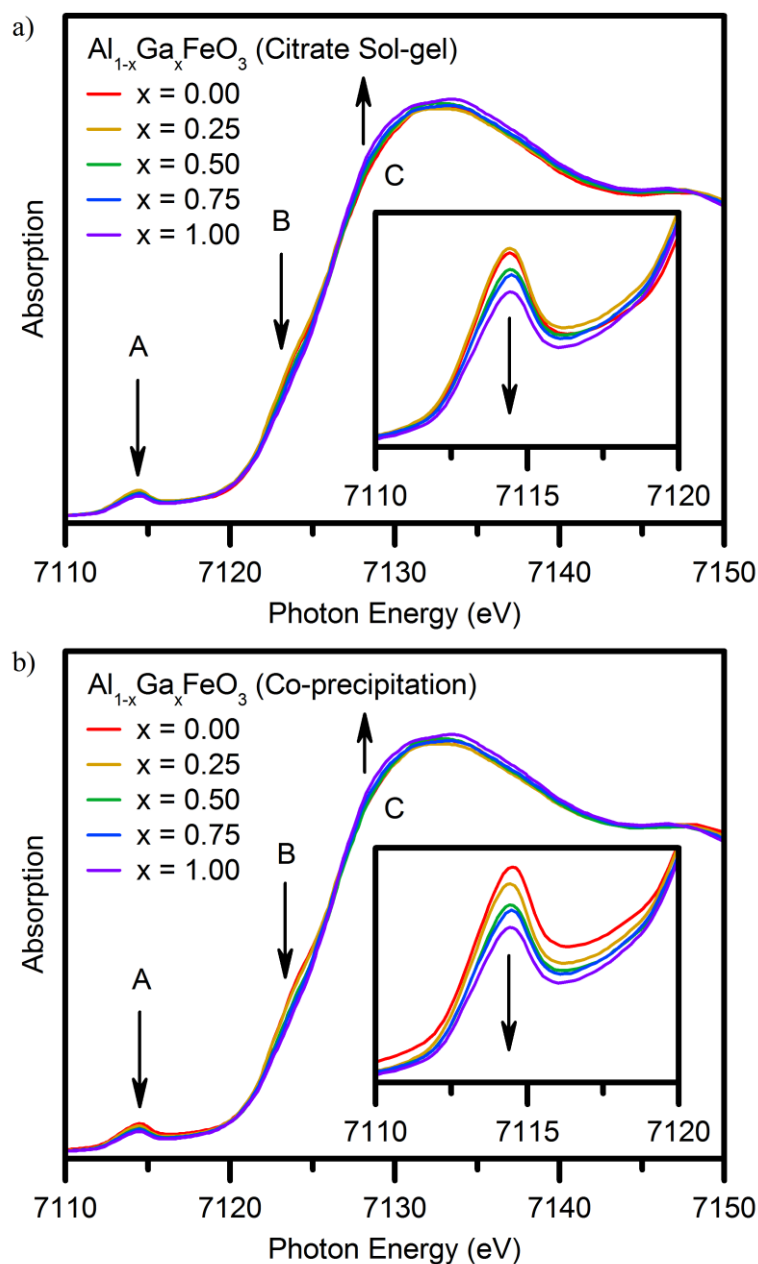 a)
Al₁₋ₓGaₓFeO₃ (Citrate Sol-gel)
x = 0.00
x = 0.25
x = 0.50
x = 0.75
x = 1.00
A
B
C
Absorption
7110 7115 7120
7110 7120 7130 7140 7150
Photon Energy (eV)
b)
Al₁₋ₓGaₓFeO₃ (Co-precipitation)
x = 0.00
x = 0.25
x = 0.50
x = 0.75
x = 1.00
A
B
C
Absorption
7110 7115 7120
7110 7120 7130 7140 7150
Photon Energy (eV)